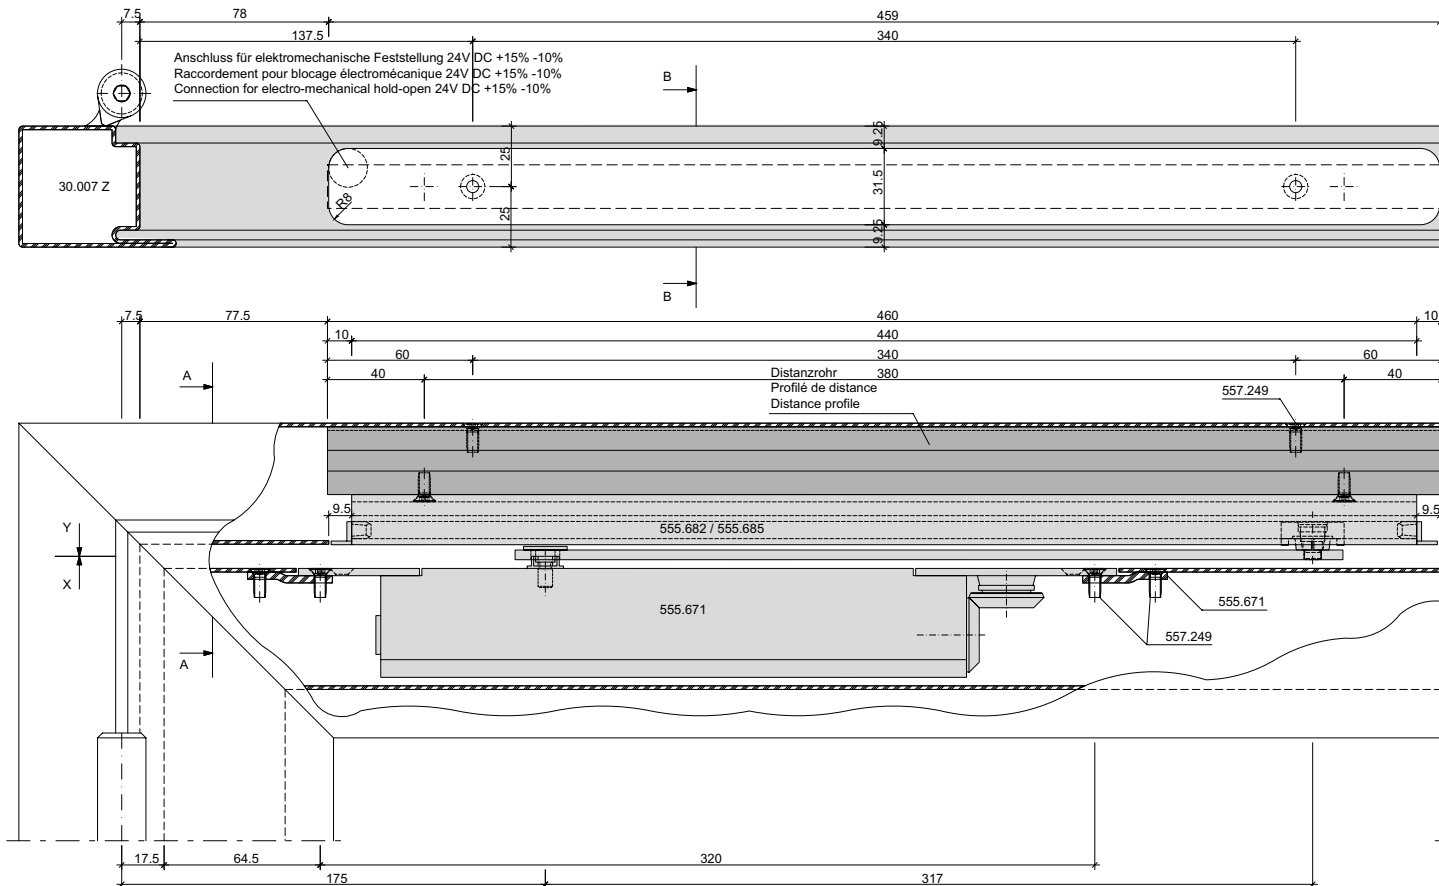 7.5 78 459
137.5 340
Anschluss für elektromechanische Feststellung 24V DC +15% -10%
Raccordement pour blocage électromécanique 24V DC +15% -10%
Connection for electro-mechanical hold-open 24V DC +15% -10%
B
9.25
25
30.007 Z
31.5
R8
25
9.25
B
7.5 77.5 460 10
10 440
60 340 60
A 40 380 40
Distanzrohr
Profilé de distance
Distance profile
557.249
9.5 9.5
Y 555.682 / 555.685
X
555.671
555.671
557.249
A
17.5 64.5 320
175 317